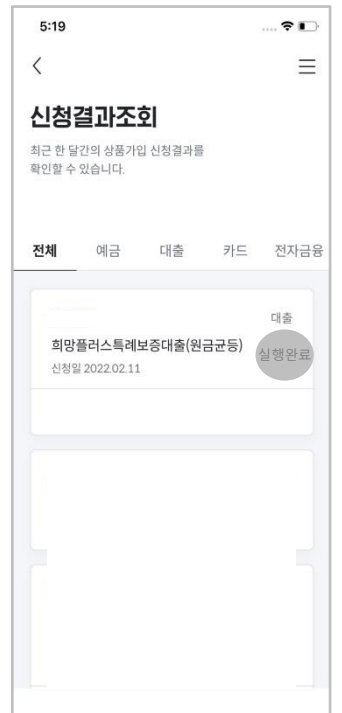 5:19
신청결과조회
최근 한 달간의 상품가입 신청결과를
확인할 수 있습니다.
전체 예금 대출 카드 전자금융
대출
희망플러스특례보증대출(원금균등)
실행완료
신청일 2022.02.11